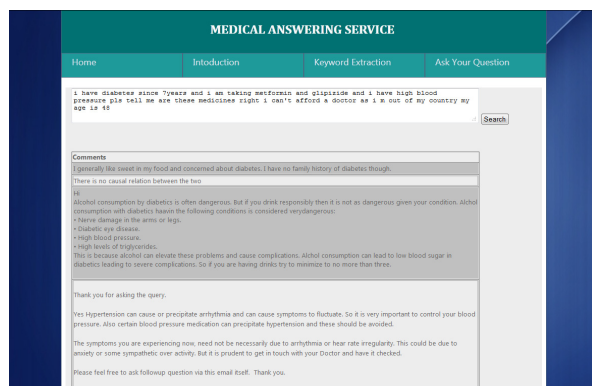 MEDICAL ANSWERING SERVICE
Home Intoduction Keyword Extraction Ask Your Question
i have diabetes since 7years and i am taking metformin and glipizide and i have high blood
pressure pls tell me are these medicines right i can't afford a doctor as i m out of my country my
age is 48
Search
Comments
I generally like sweet in my food and concerned about diabetes. I have no family history of diabetes though.
There is no causal relation between the two
Hi
Alcohol consumption by diabetics is often dangerous. But if you drink responsibly then it is not as dangerous given your condition. Alchol
consumption with diabetics haavin the following conditions is considered verydangerous:
• Nerve damage in the arms or legs.
• Diabetic eye disease.
• High blood pressure.
• High levels of triglycerides.
This is because alcohol can elevate these problems and cause complications. Alchol consumption can lead to low blood sugar in
diabetics leading to severe complications. So if you are having drinks try to minimize to no more than three.
Thank you for asking the query.
Yes Hypertension can cause or precipitate arrhythmia and can cause symptoms to fluctuate. So it is very important to control your blood
pressure. Also certain blood pressure medication can precipitate hypertension and these should be avoided.
The symptoms you are experiencing now, need not be necessarily due to arrhythmia or hear rate irregularity. This could be due to
anxiety or some sympathetic over activity. But it is prudent to get in touch with your Doctor and have it checked.
Please feel free to ask followup question via this email itself. Thank you.